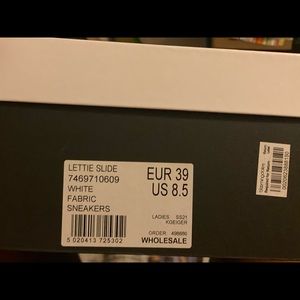 LETTIE SLIDE
7469710609
WHITE
FABRIC
SNEAKERS
5 020413 725302
EUR 39
US 8.5
LADIES SS21
KGEIGER
ORDER 498690
WHOLESALE